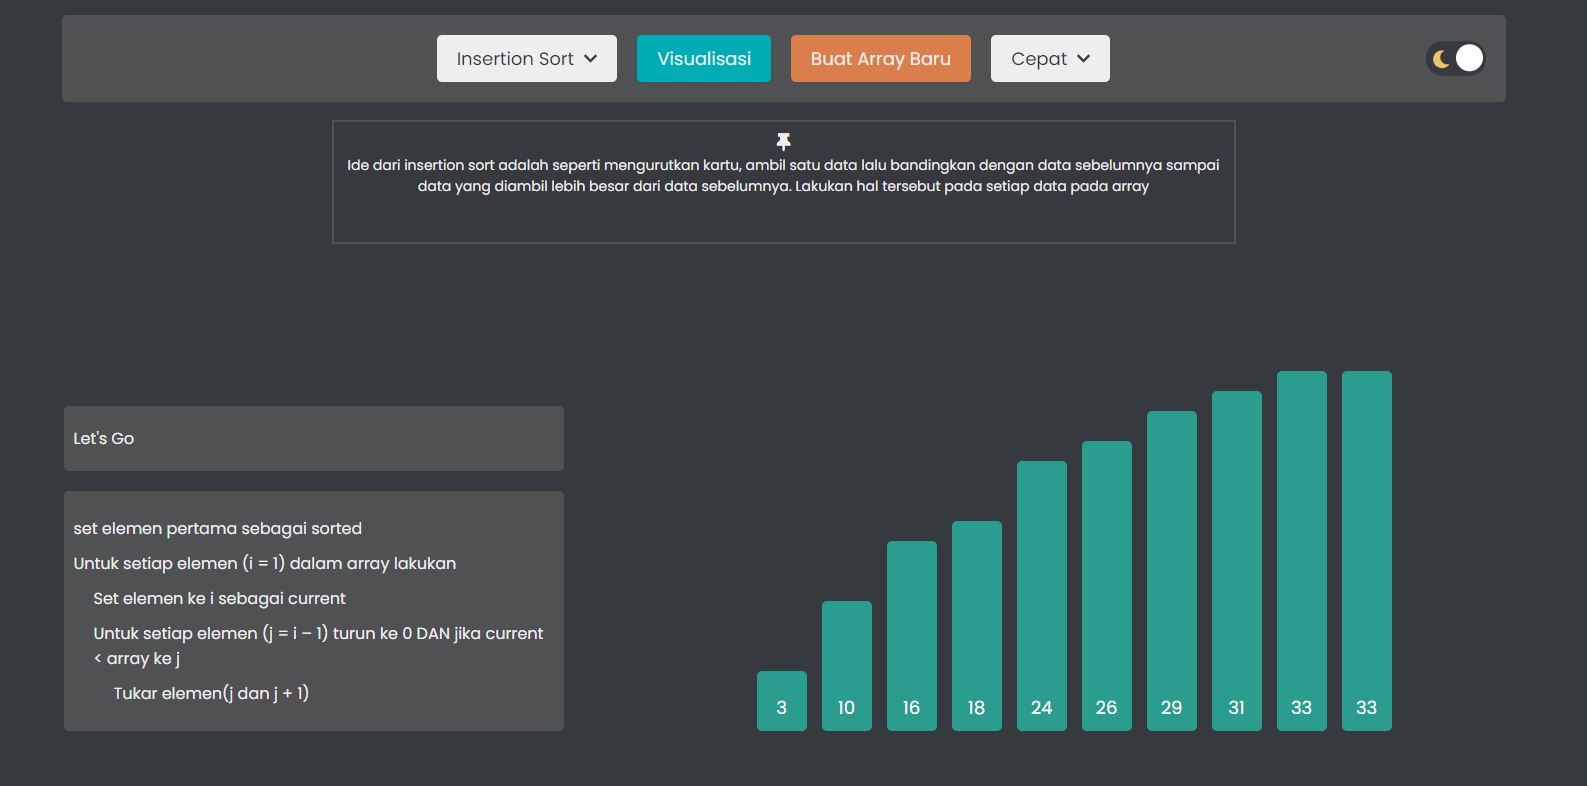 Insertion Sort
Visualisasi
Buat Array Baru
Cepat
Ide dari insertion sort adalah seperti mengurutkan kartu, ambil satu data lalu bandingkan dengan data sebelumnya sampai
data yang diambil lebih besar dari data sebelumnya. Lakukan hal tersebut pada setiap data pada array
Let's Go
set elemen pertama sebagai sorted
Untuk setiap elemen (i = 1) dalam array lakukan
Set elemen ke i sebagai current
Untuk setiap elemen (j = i – 1) turun ke 0 DAN jika current
< array ke j
Tukar elemen(j dan j + 1)
3 10 16 18 24 26 29 31 33 33